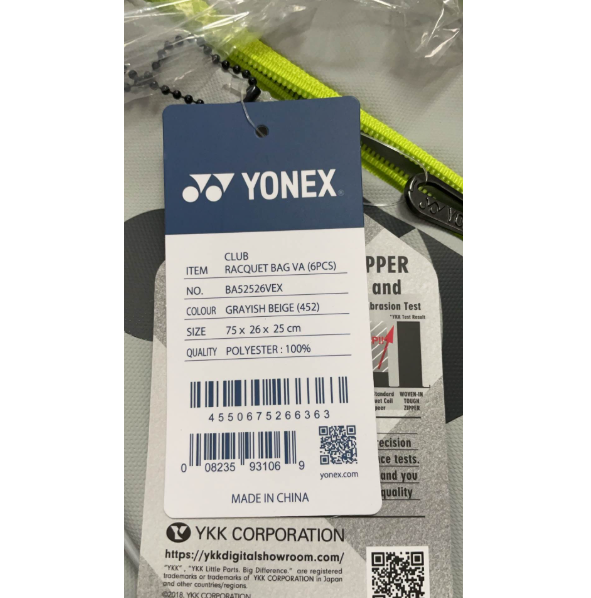 YONEX
ITEM CLUB RACQUET BAG VA (6PCS)
NO. BA52526VEX
COLOUR GRAYISH BEIGE (452)
SIZE 75 x 26 x 25 cm
QUALITY POLYESTER : 100%
4550675266363
0 08235 93106 9
yonex.com
MADE IN CHINA
PPER
and
brasion Test
*YKK Test Result
WOVEN-IN
TOUGH
ZIPPER
ecision
ce tests.
and you
quality
YKK CORPORATION
https://ykkdigitalshowroom.com/
"YKK", "YKK Little Parts. Big Difference." are registered
trademarks or trademarks of YKK CORPORATION in Japan
and other countries/regions.
©2018. YKK CORPORATION